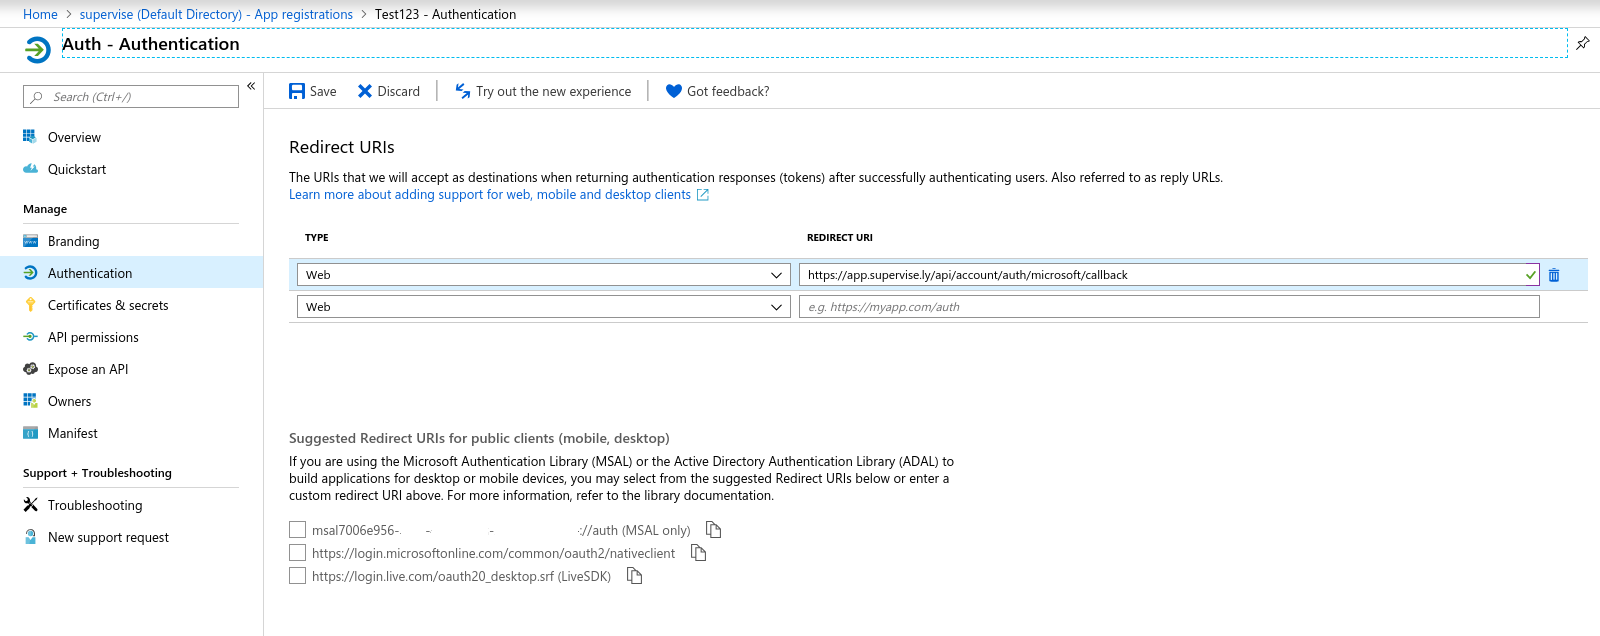 Home > supervise (Default Directory) - App registrations > Test123 - Authentication
Auth - Authentication
Search (Ctrl+/)
«
Overview
Quickstart
Manage
Branding
Authentication
Certificates & secrets
API permissions
Expose an API
Owners
Manifest
Support + Troubleshooting
Troubleshooting
New support request
Save Discard Try out the new experience Got feedback?
Redirect URIs
The URIs that we will accept as destinations when returning authentication responses (tokens) after successfully authenticating users. Also referred to as reply URLs.
Learn more about adding support for web, mobile and desktop clients
TYPE REDIRECT URI
Web https://app.supervise.ly/api/account/auth/microsoft/callback
Web e.g. https://myapp.com/auth
Suggested Redirect URIs for public clients (mobile, desktop)
If you are using the Microsoft Authentication Library (MSAL) or the Active Directory Authentication Library (ADAL) to
build applications for desktop or mobile devices, you may select from the suggested Redirect URIs below or enter a
custom redirect URI above. For more information, refer to the library documentation.
msal7006e956- - - ://auth (MSAL only)
https://login.microsoftonline.com/common/oauth2/nativeclient
https://login.live.com/oauth20_desktop.srf (LiveSDK)